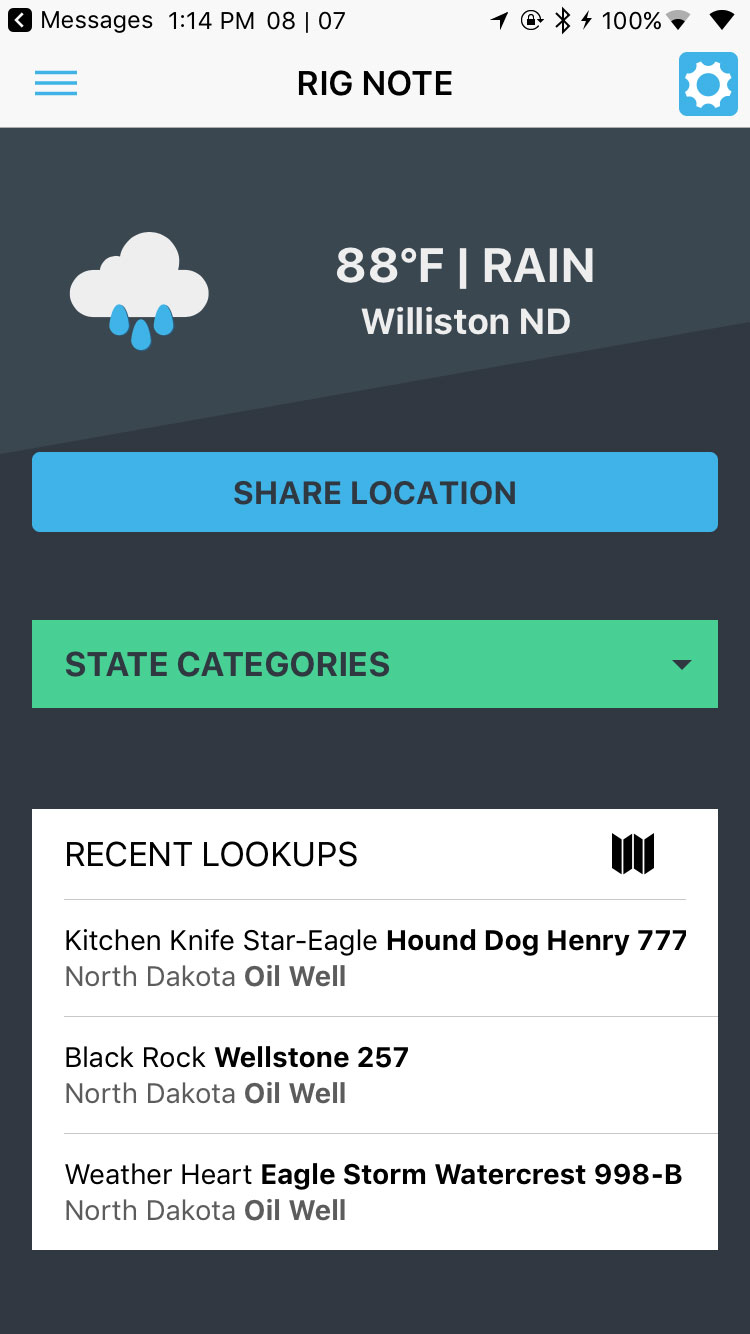 Messages 1:14 PM 08 | 07 100%
RIG NOTE
88°F | RAIN
Williston ND
SHARE LOCATION
STATE CATEGORIES
RECENT LOOKUPS
Kitchen Knife Star-Eagle Hound Dog Henry 777
North Dakota Oil Well
Black Rock Wellstone 257
North Dakota Oil Well
Weather Heart Eagle Storm Watercrest 998-B
North Dakota Oil Well